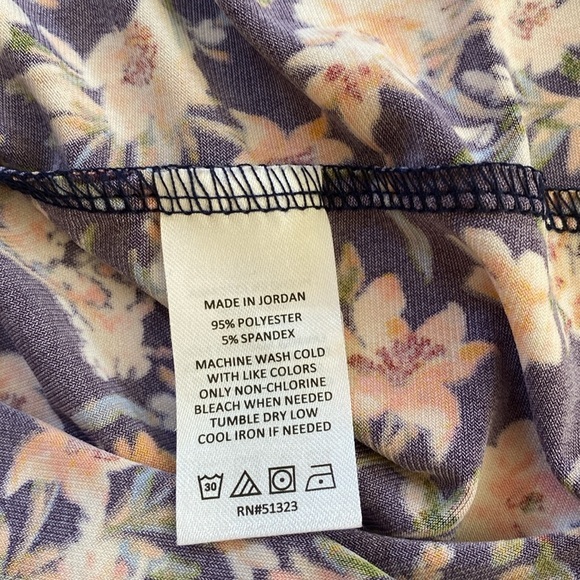 MADE IN JORDAN
95% POLYESTER
5% SPANDEX
MACHINE WASH COLD
WITH LIKE COLORS
ONLY NON-CHLORINE
BLEACH WHEN NEEDED
TUMBLE DRY LOW
COOL IRON IF NEEDED
30
RN#51323